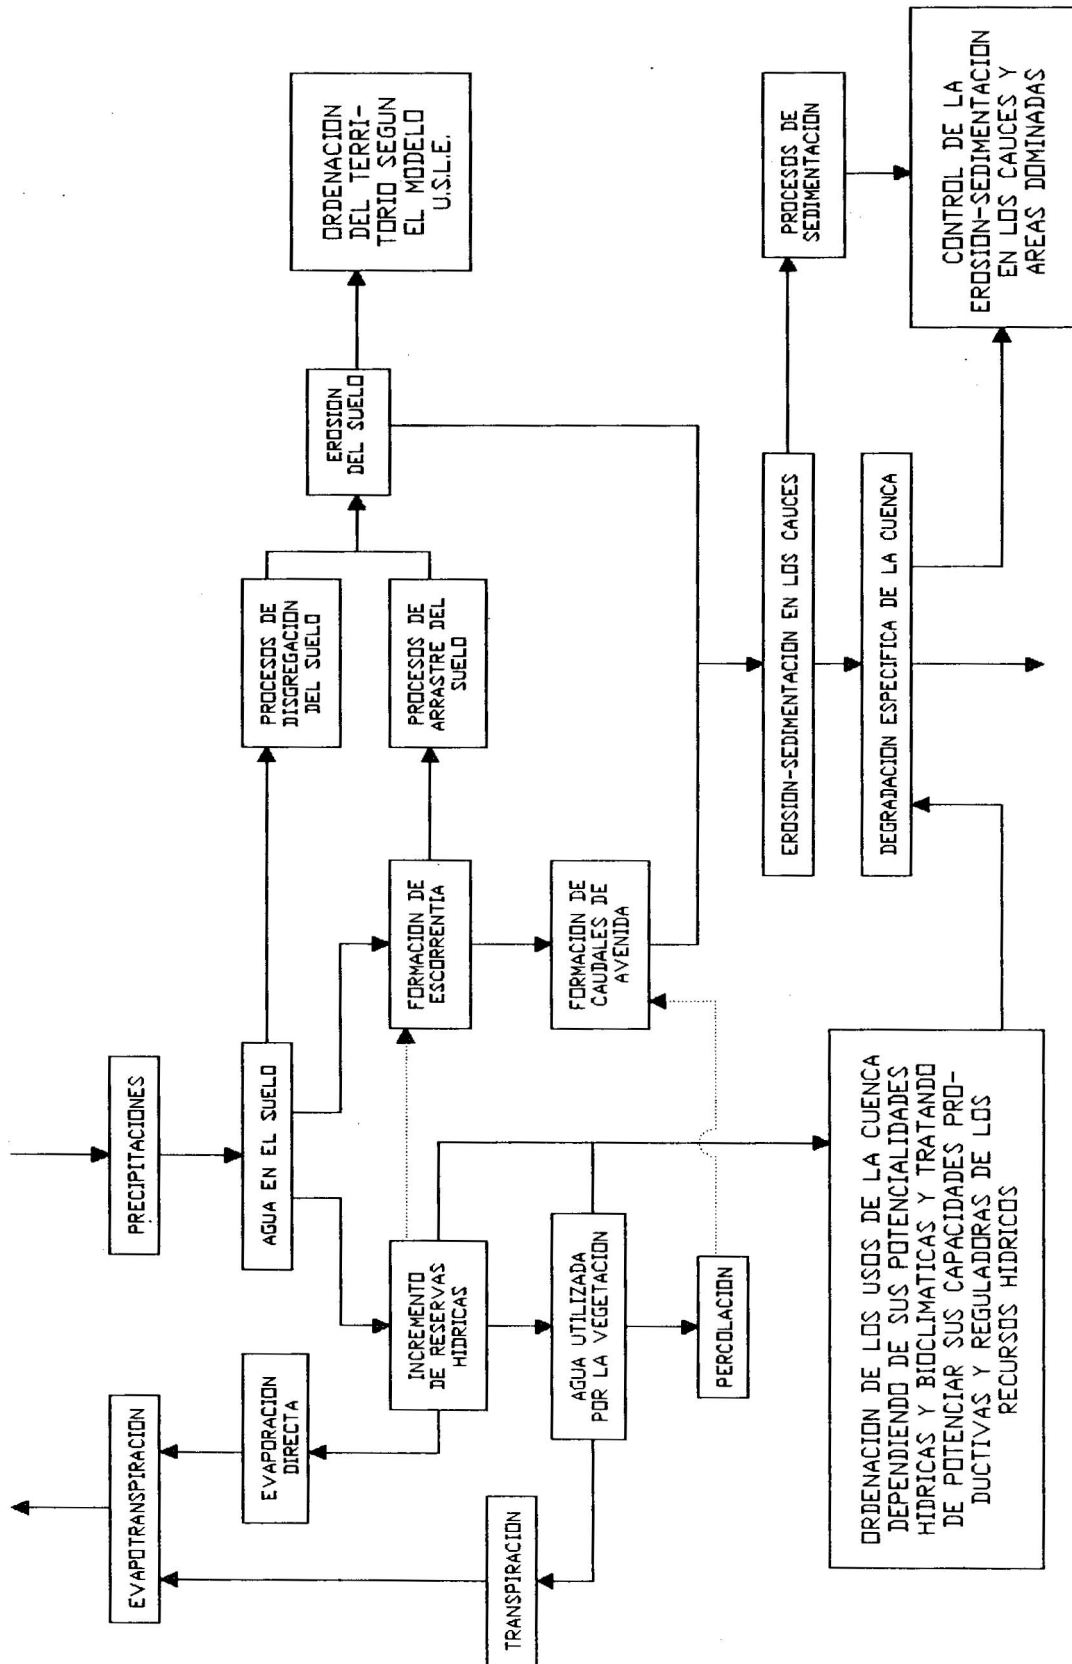 PRECIPITACIONES
EVAPOTRANSPIRACION
AGUA EN EL SUELO
EVAPORACION
DIRECTA
PROCESOS DE
DISGREGACION
DEL SUELO
EROSION
DEL SUELO
ORDENACION
DEL TERRI-
TORIO SEGUN
EL MODELO
U.S.L.E.
INCREMENTO
DE RESERVAS
HIDRICAS
FORMACION DE
ESCORRENTIA
PROCESOS DE
ARRASTRE DEL
SUELO
TRANSPIRACION
AGUA UTILIZADA
POR LA VEGETACION
FORMACION DE
CAUDALES DE
AVENIDA
PERCOLACION
EROSION-SEDIMENTACION EN LOS CAUCES
PROCESOS DE
SEDIMENTACION
DEGRADACION ESPECIFICA DE LA CUENCA
ORDENACION DE LOS USOS DE LA CUENCA
DEPENDIENDO DE SUS POTENCIALIDADES
HIDRICAS Y BIOCLIMATICAS Y TRATANDO
DE POTENCIAR SUS CAPACIDADES PRO-
DUCTIVAS Y REGULADORAS DE LOS
RECURSOS HIDRICOS
CONTROL DE LA
EROSION-SEDIMENTACION
EN LOS CAUCES Y
AREAS DOMINADAS